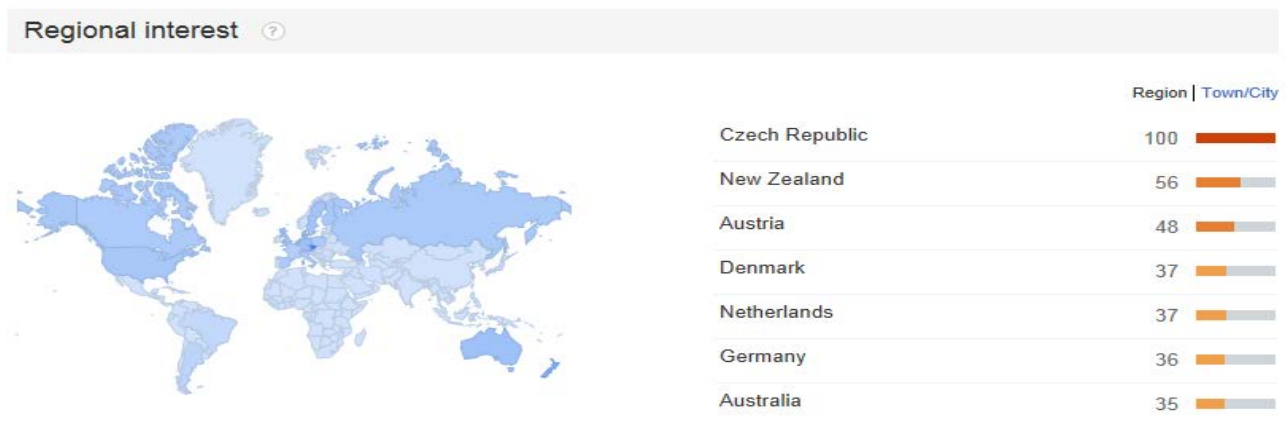 Regional interest ?
Region | Town/City
Czech Republic 100
New Zealand 56
Austria 48
Denmark 37
Netherlands 37
Germany 36
Australia 35